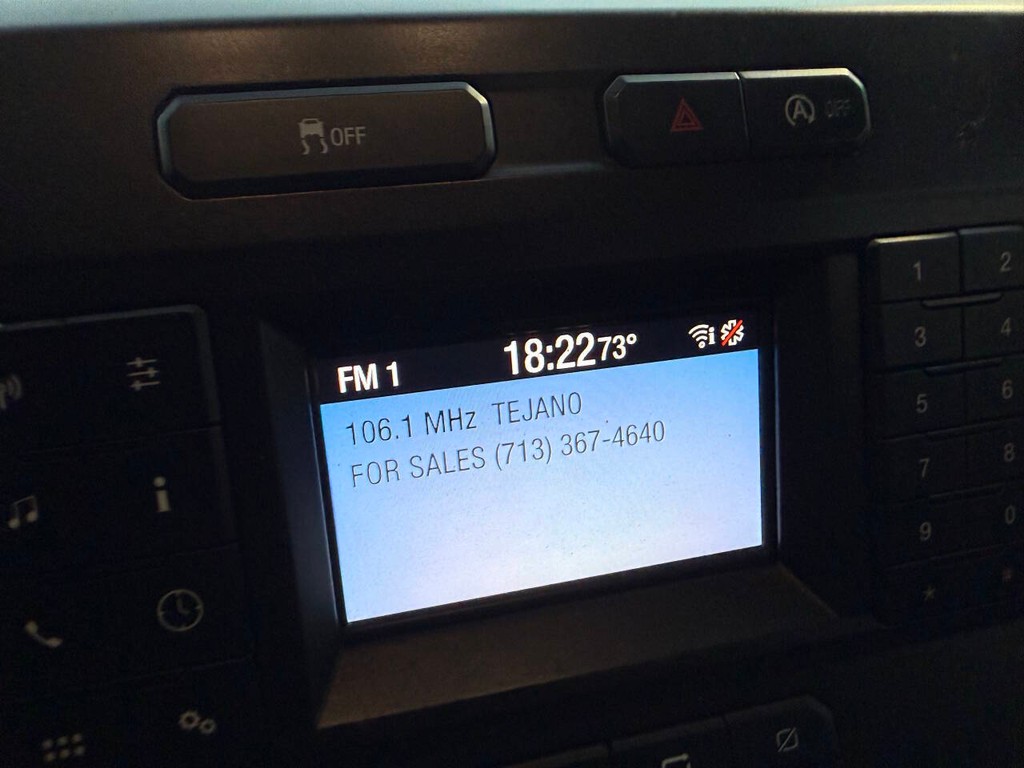 OFF
A OFF
FM 1 18:22 73° i
106.1 MHz TEJANO
FOR SALES (713) 367-4640
i
1 2
3 4
5 6
7 8
9 0
* #